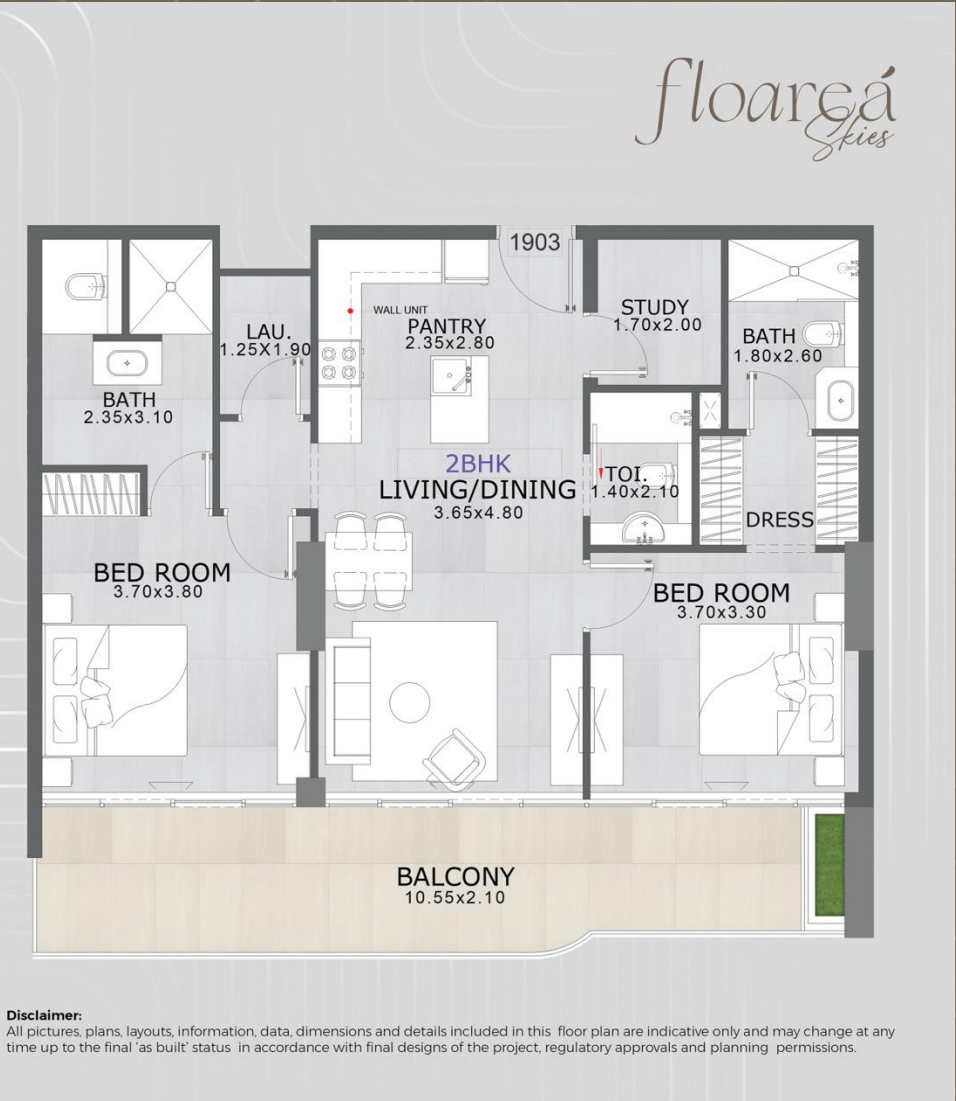 floareá
Skies
1903
WALL UNIT
PANTRY
2.35x2.80
STUDY
1.70x2.00
LAU.
1.25X1.90
BATH
1.80x2.60
BATH
2.35x3.10
2BHK
LIVING/DINING
3.65x4.80
TOI.
1.40x2.10
DRESS
BED ROOM
3.70x3.80
BED ROOM
3.70x3.30
BALCONY
10.55x2.10
Disclaimer:
All pictures, plans, layouts, information, data, dimensions and details included in this floor plan are indicative only and may change at any
time up to the final 'as built' status in accordance with final designs of the project, regulatory approvals and planning permissions.